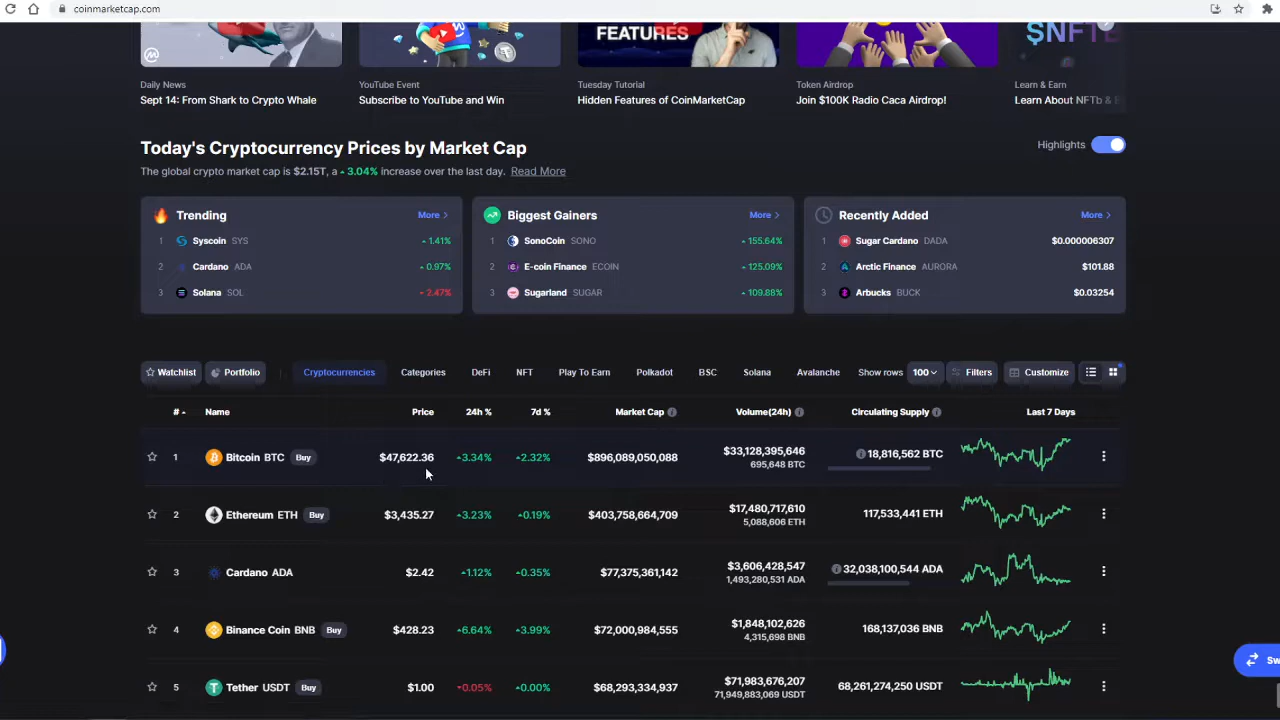 coinmarketcap.com
FEATURES
$NFTB
Daily News
YouTube Event
Tuesday Tutorial
Token Airdrop
Learn & Earn
Sept 14: From Shark to Crypto Whale
Subscribe to YouTube and Win
Hidden Features of CoinMarketCap
Join $100K Radio Caca Airdrop!
Learn About NFTb &
Today's Cryptocurrency Prices by Market Cap
Highlights
The global crypto market cap is $2.15T, a 3.04% increase over the last day. Read More
Trending More
1 Syscoin SYS 1.41%
2 Cardano ADA 0.97%
3 Solana SOL 2.47%
Biggest Gainers More
1 SonoCoin SONO 155.64%
2 E-coin Finance ECOIN 125.09%
3 Sugarland SUGAR 109.88%
Recently Added More
1 Sugar Cardano DADA $0.000006307
2 Arctic Finance AURORA $101.88
3 Arbucks BUCK $0.03254
Watchlist Portfolio Cryptocurrencies Categories DeFi NFT Play To Earn Polkadot BSC Solana Avalanche Show rows 100 Filters Customize
# Name Price 24h % 7d % Market Cap Volume(24h) Circulating Supply Last 7 Days
1 Bitcoin BTC Buy $47,622.36 3.34% 2.32% $896,089,050,088 $33,128,395,646 18,816,562 BTC
695,648 BTC
2 Ethereum ETH Buy $3,435.27 3.23% 0.19% $403,758,664,709 $17,480,717,610 117,533,441 ETH
5,088,606 ETH
3 Cardano ADA $2.42 1.12% 0.35% $77,375,361,142 $3,606,428,547 32,038,100,544 ADA
1,493,280,531 ADA
4 Binance Coin BNB Buy $428.23 6.64% 3.99% $72,000,984,555 $1,848,102,626 168,137,036 BNB
4,315,698 BNB
5 Tether USDT Buy $1.00 0.05% 0.00% $68,293,334,937 $71,983,676,207 68,261,274,250 USDT
71,949,883,069 USDT
Sw